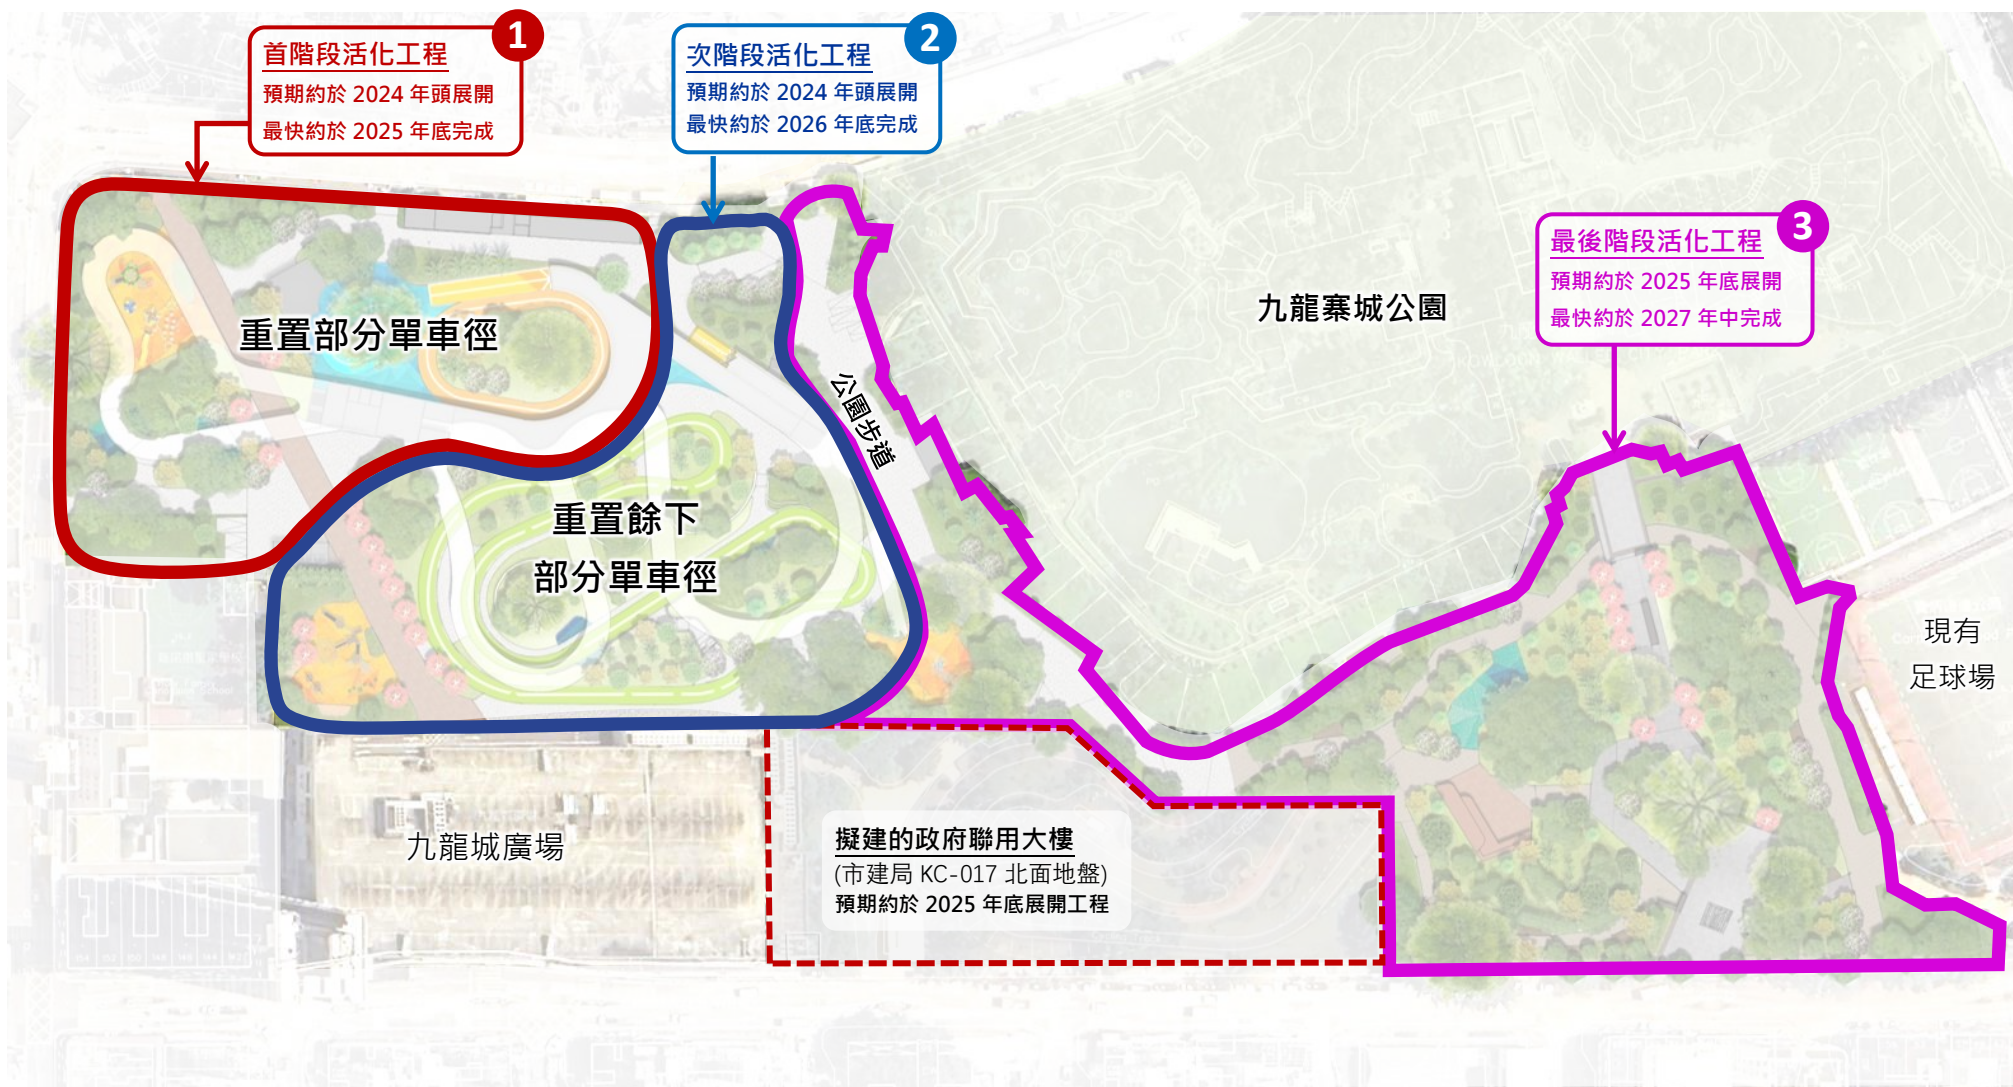 1
首階段活化工程
預期約於 2024 年頭展開
最快約於 2025 年底完成
2
次階段活化工程
預期約於 2024 年頭展開
最快約於 2026 年底完成
3
最後階段活化工程
預期約於 2025 年底展開
最快約於 2027 年中完成
重置部分單車徑
九龍寨城公園
公園步道
重置餘下
部分單車徑
現有
足球場
九龍城廣場
擬建的政府聯用大樓
(市建局 KC-017 北面地盤)
預期約於 2025 年底展開工程